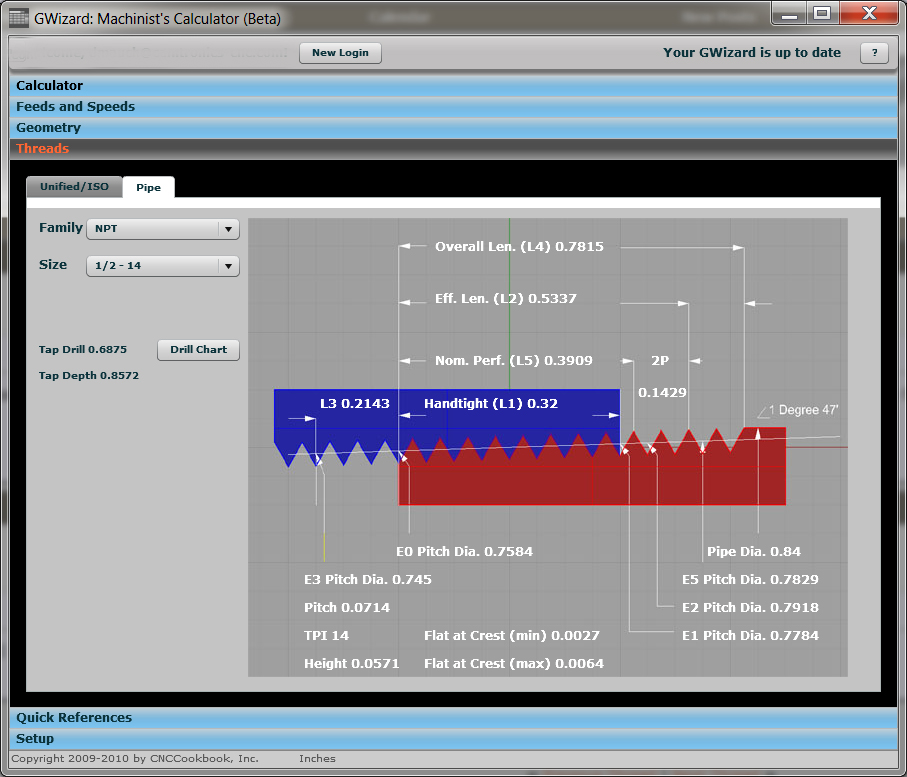 GWizard: Machinist's Calculator (Beta)
New Login
Your GWizard is up to date
?
Calculator
Feeds and Speeds
Geometry
Threads
Unified/ISO
Pipe
Family
NPT
Size
1/2 - 14
Tap Drill 0.6875
Drill Chart
Tap Depth 0.8572
Overall Len. (L4) 0.7815
Eff. Len. (L2) 0.5337
Nom. Perf. (L5) 0.3909
2P
0.1429
L3 0.2143
Handtight (L1) 0.32
1 Degree 47'
E0 Pitch Dia. 0.7584
Pipe Dia. 0.84
E3 Pitch Dia. 0.745
E5 Pitch Dia. 0.7829
Pitch 0.0714
E2 Pitch Dia. 0.7918
TPI 14
Flat at Crest (min) 0.0027
E1 Pitch Dia. 0.7784
Height 0.0571
Flat at Crest (max) 0.0064
Quick References
Setup
Copyright 2009-2010 by CNCCookbook, Inc.
Inches